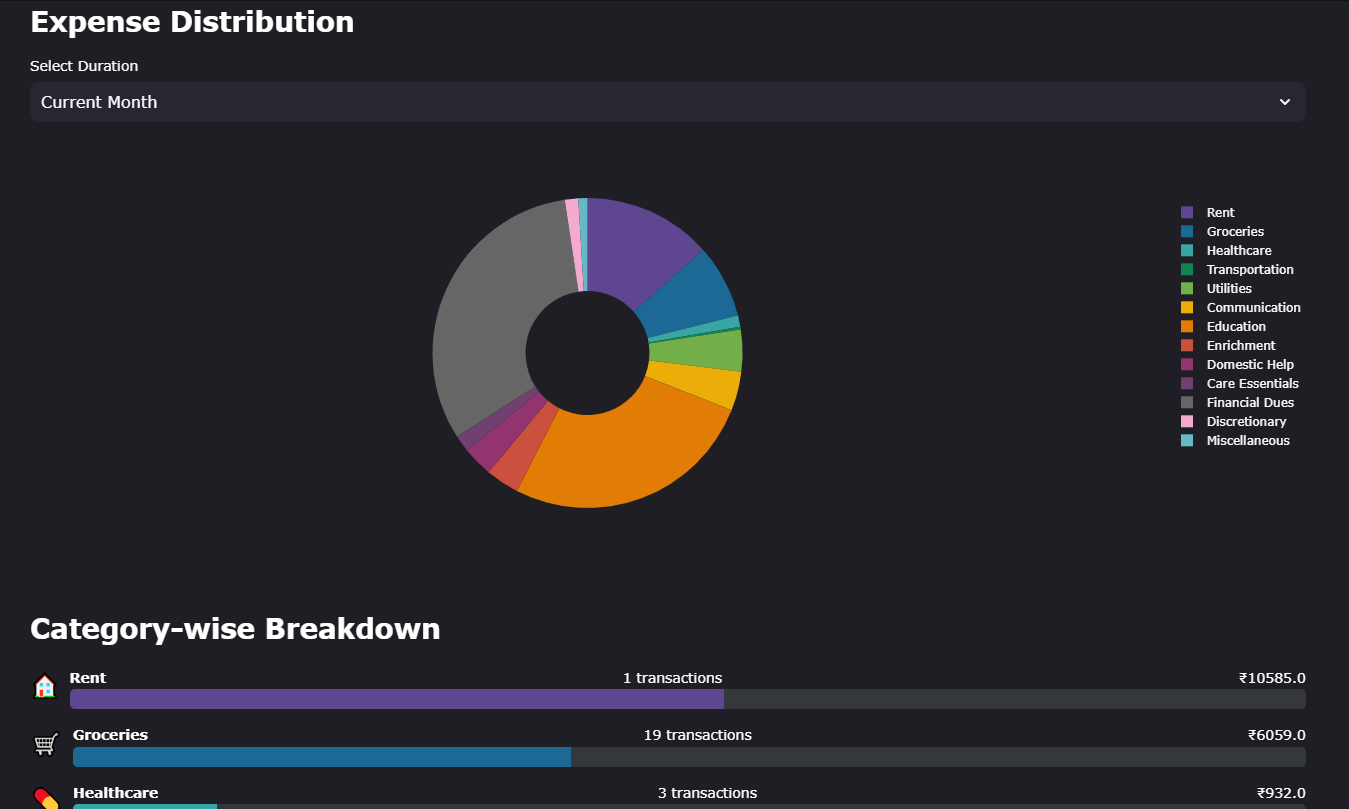 Expense Distribution
Select Duration
Current Month
Rent
Groceries
Healthcare
Transportation
Utilities
Communication
Education
Enrichment
Domestic Help
Care Essentials
Financial Dues
Discretionary
Miscellaneous
Category-wise Breakdown
Rent 1 transactions ₹10585.0
Groceries 19 transactions ₹6059.0
Healthcare 3 transactions ₹932.0